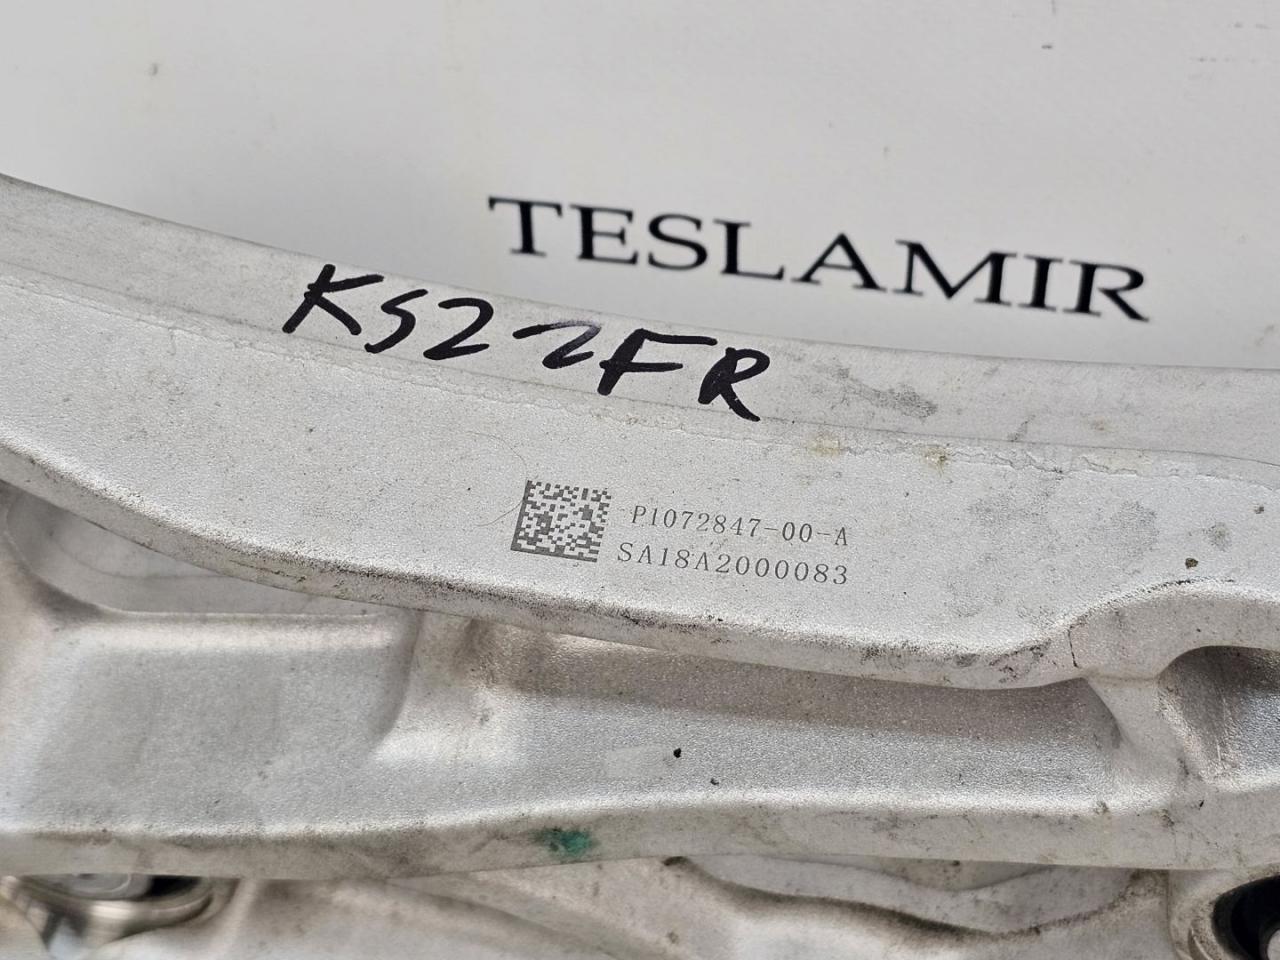 TESLAMIR
KS22FR
P1072847-00-A
SA18A2000083